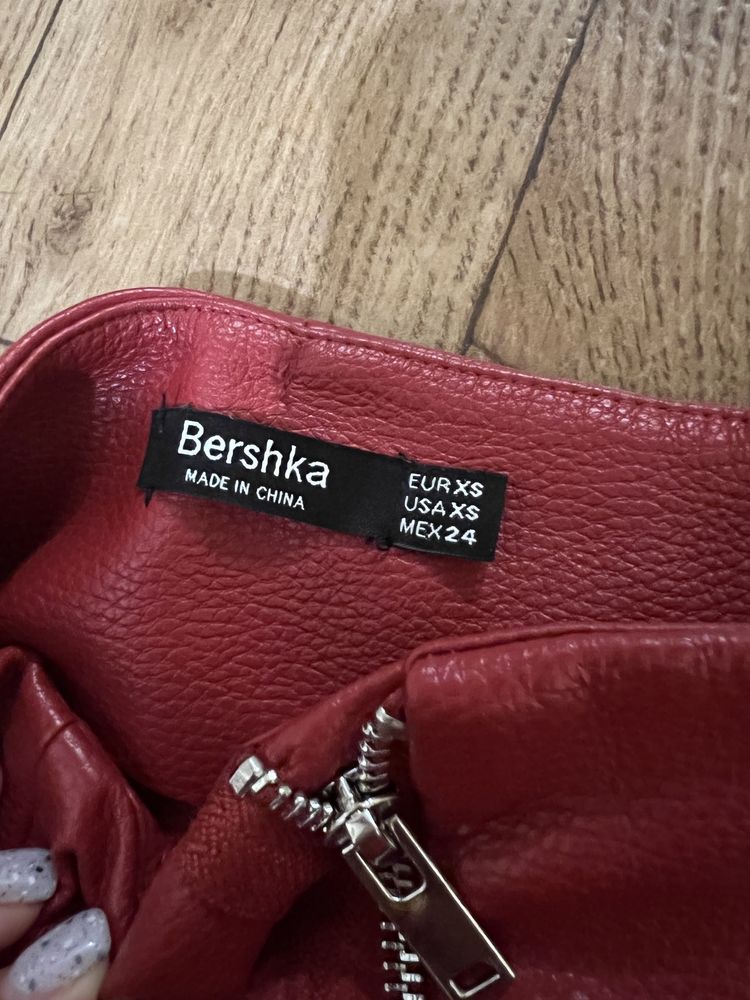 Bershka
MADE IN CHINA
EUR XS
USA XS
MEX 24